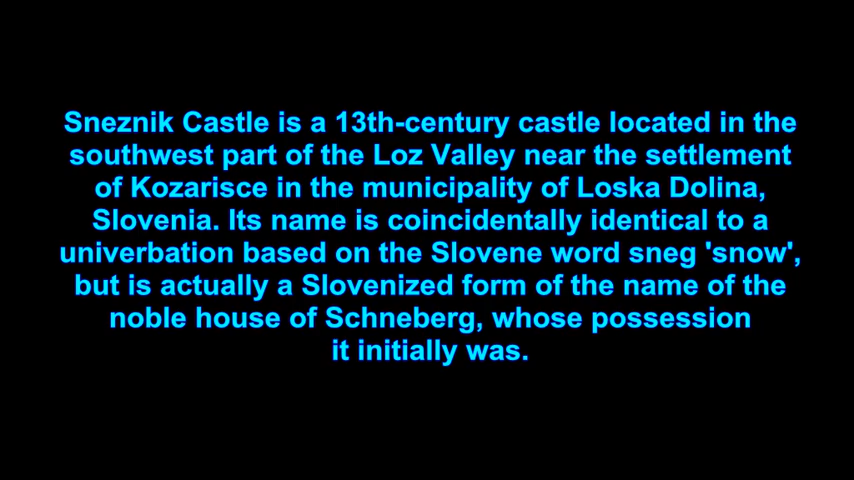 Sneznik Castle is a 13th-century castle located in the
southwest part of the Loz Valley near the settlement
of Kozarisce in the municipality of Loska Dolina,
Slovenia. Its name is coincidentally identical to a
univerbation based on the Slovene word sneg 'snow',
but is actually a Slovenized form of the name of the
noble house of Schneberg, whose possession
it initially was.